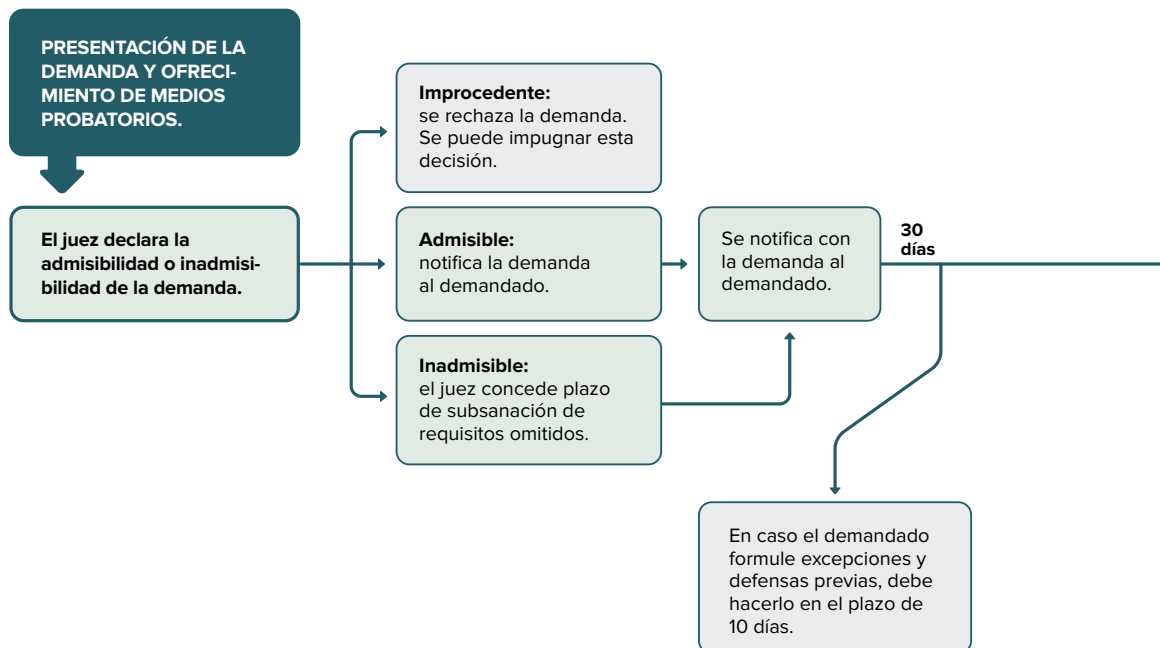 PRESENTACIÓN DE LA
DEMANDA Y OFRECI-
MIENTO DE MEDIOS
PROBATORIOS.
El juez declara la
admisibilidad o inadmisi-
bilidad de la demanda.
Improcedente:
se rechaza la demanda.
Se puede impugnar esta
decisión.
Admisible:
notifica la demanda
al demandado.
Inadmisible:
el juez concede plazo
de subsanación de
requisitos omitidos.
Se notifica con
la demanda al
demandado.
30
días
En caso el demandado
formule excepciones y
defensas previas, debe
hacerlo en el plazo de
10 días.